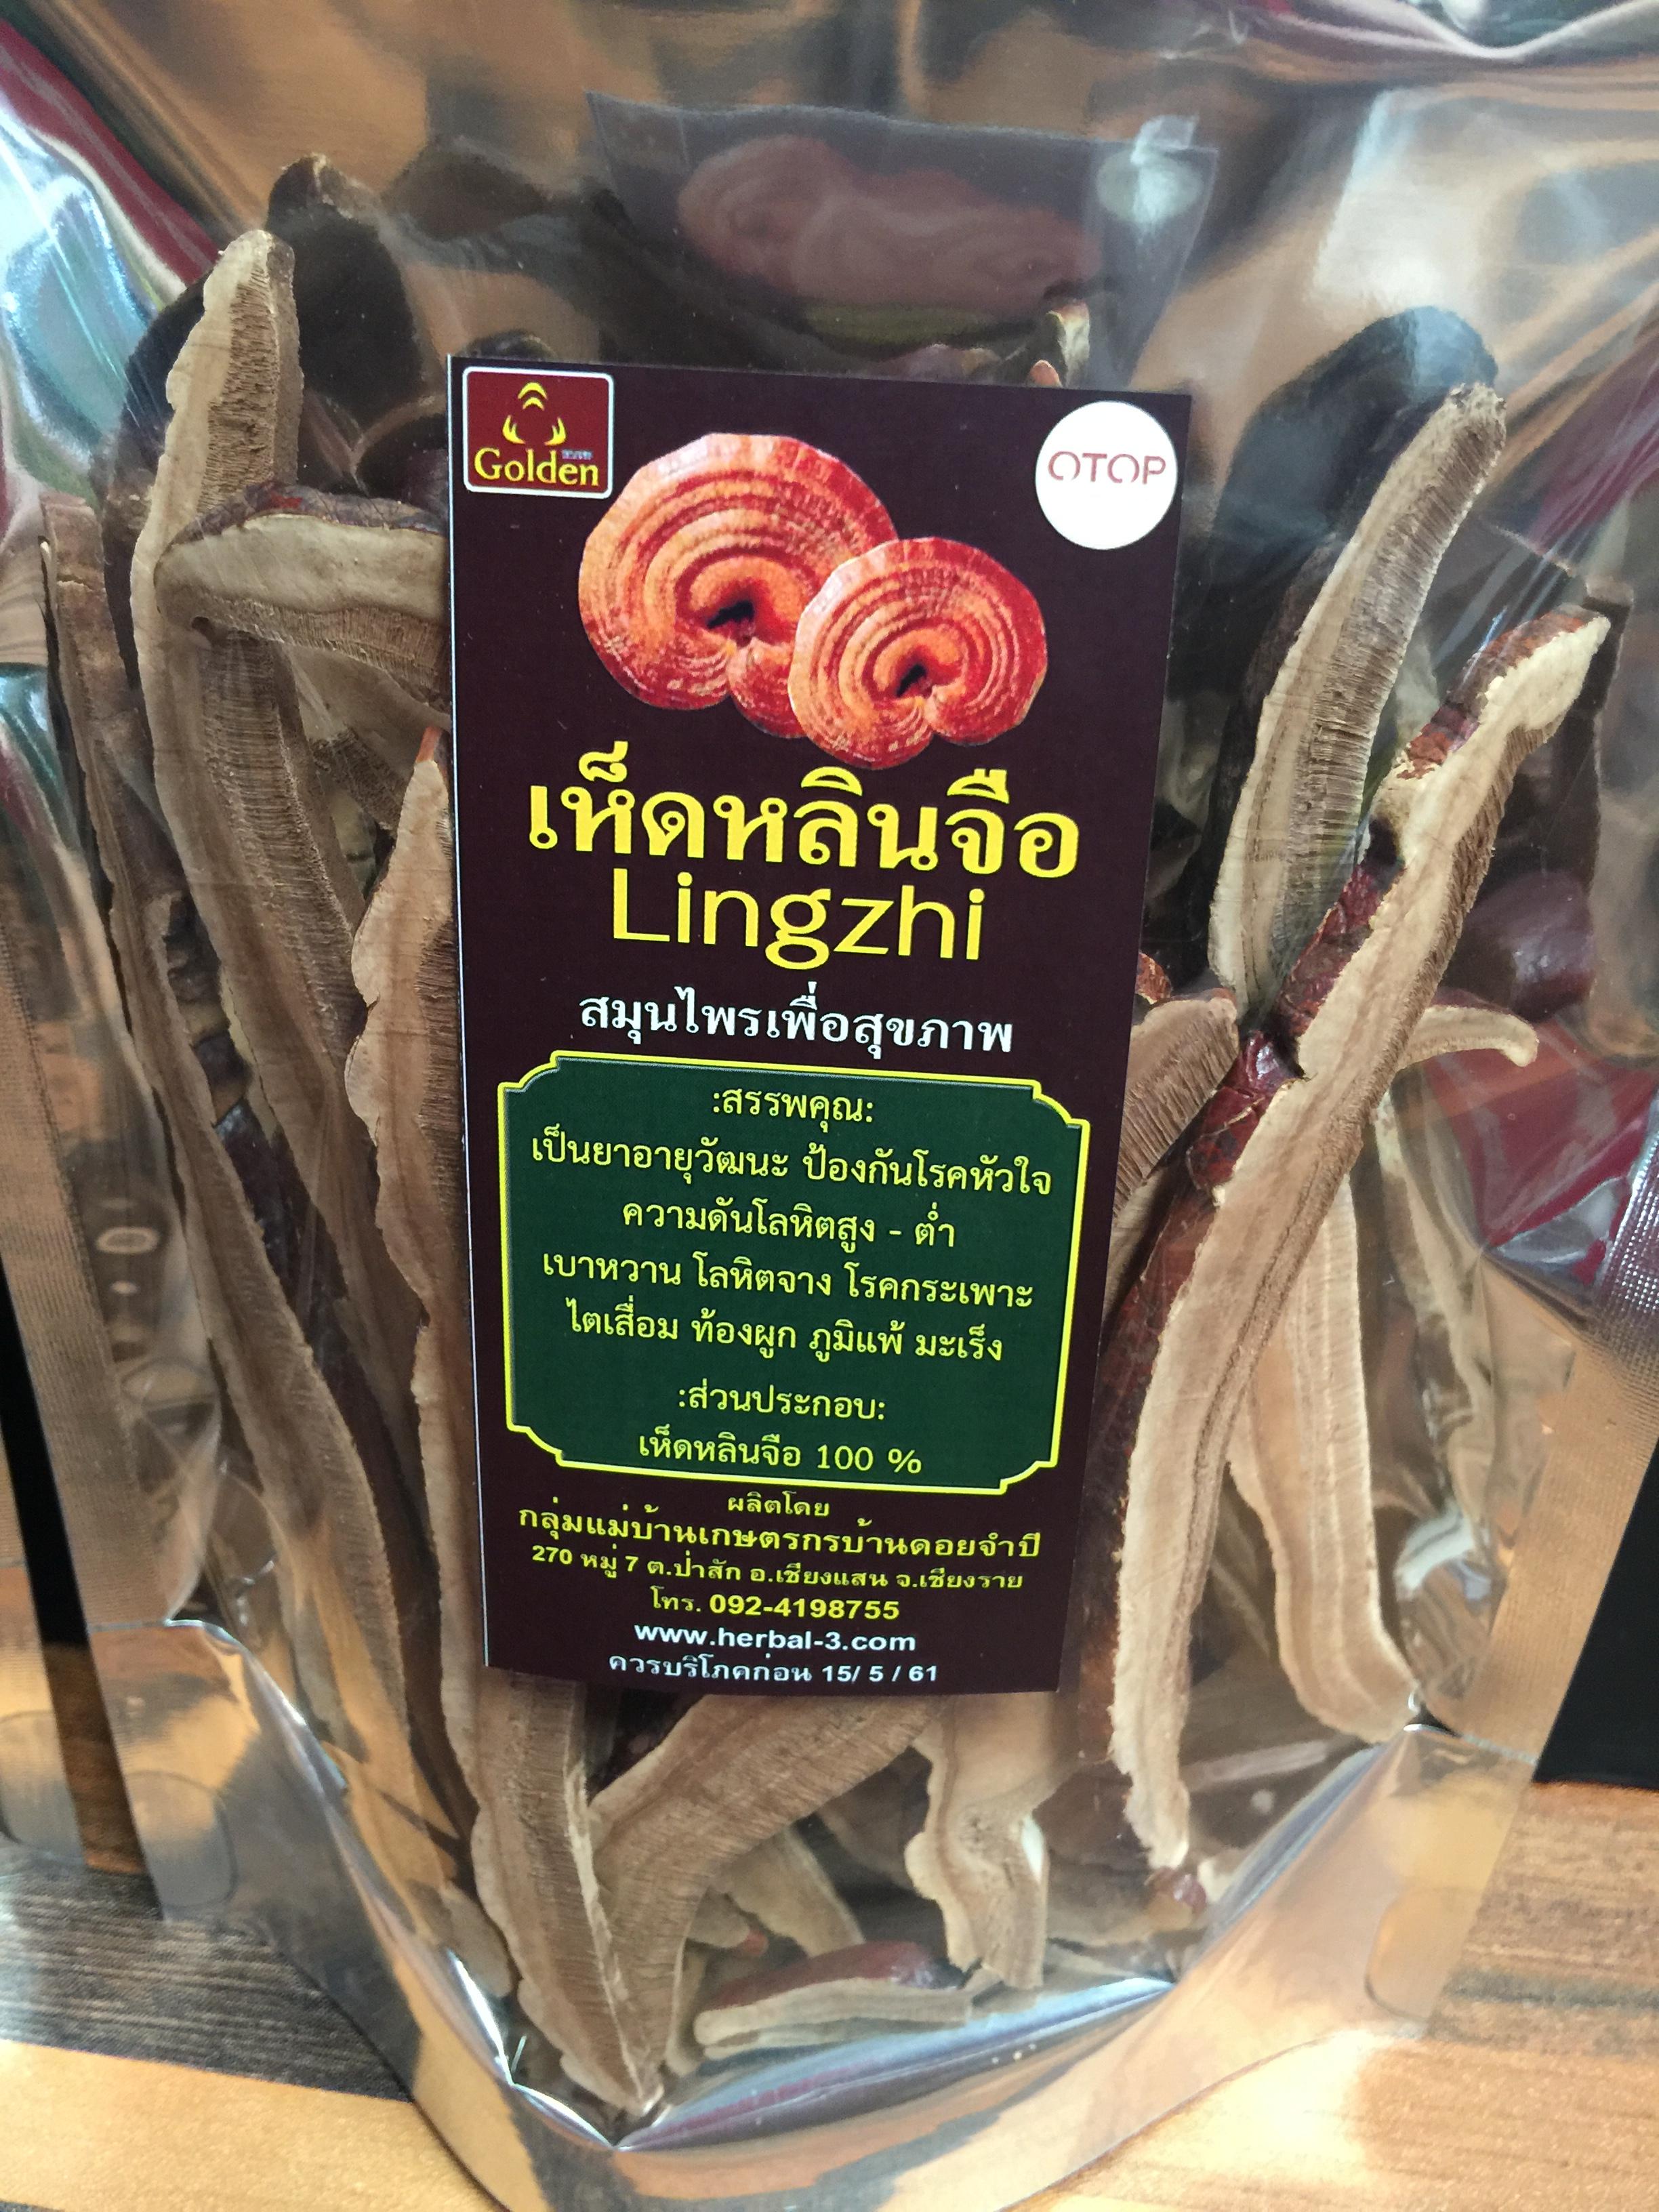 Golden
OTOP
เห็ดหลินจือ
Lingzhi
สมุนไพรเพื่อสุขภาพ
:สรรพคุณ:
เป็นยาอายุวัฒนะ ป้องกันโรคหัวใจ
ความดันโลหิตสูง - ต่ำ
เบาหวาน โลหิตจาง โรคกระเพาะ
ไตเสื่อม ท้องผูก ภูมิแพ้ มะเร็ง
:ส่วนประกอบ:
เห็ดหลินจือ 100 %
ผลิตโดย
กลุ่มแม่บ้านเกษตรกรบ้านดอยจำปี
270 หมู่ 7 ต.ป่าสัก อ.เชียงแสน จ.เชียงราย
โทร. 092-4198755
www.herbal-3.com
ควรบริโภคก่อน 15/ 5 / 61